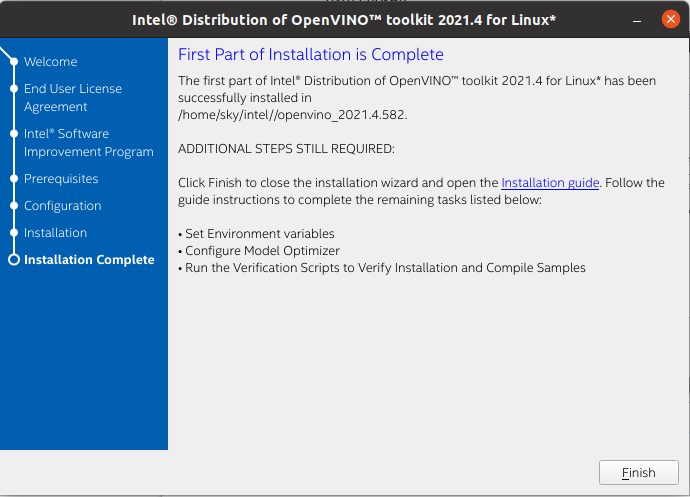 Intel® Distribution of OpenVINO™ toolkit 2021.4 for Linux*
Welcome
End User License
Agreement
Intel® Software
Improvement Program
Prerequisites
Configuration
Installation
Installation Complete
First Part of Installation is Complete
The first part of Intel® Distribution of OpenVINO™ toolkit 2021.4 for Linux* has been
successfully installed in
/home/sky/intel//openvino_2021.4.582.
ADDITIONAL STEPS STILL REQUIRED:
Click Finish to close the installation wizard and open the Installation guide. Follow the
guide instructions to complete the remaining tasks listed below:
• Set Environment variables
• Configure Model Optimizer
• Run the Verification Scripts to Verify Installation and Compile Samples
Finish